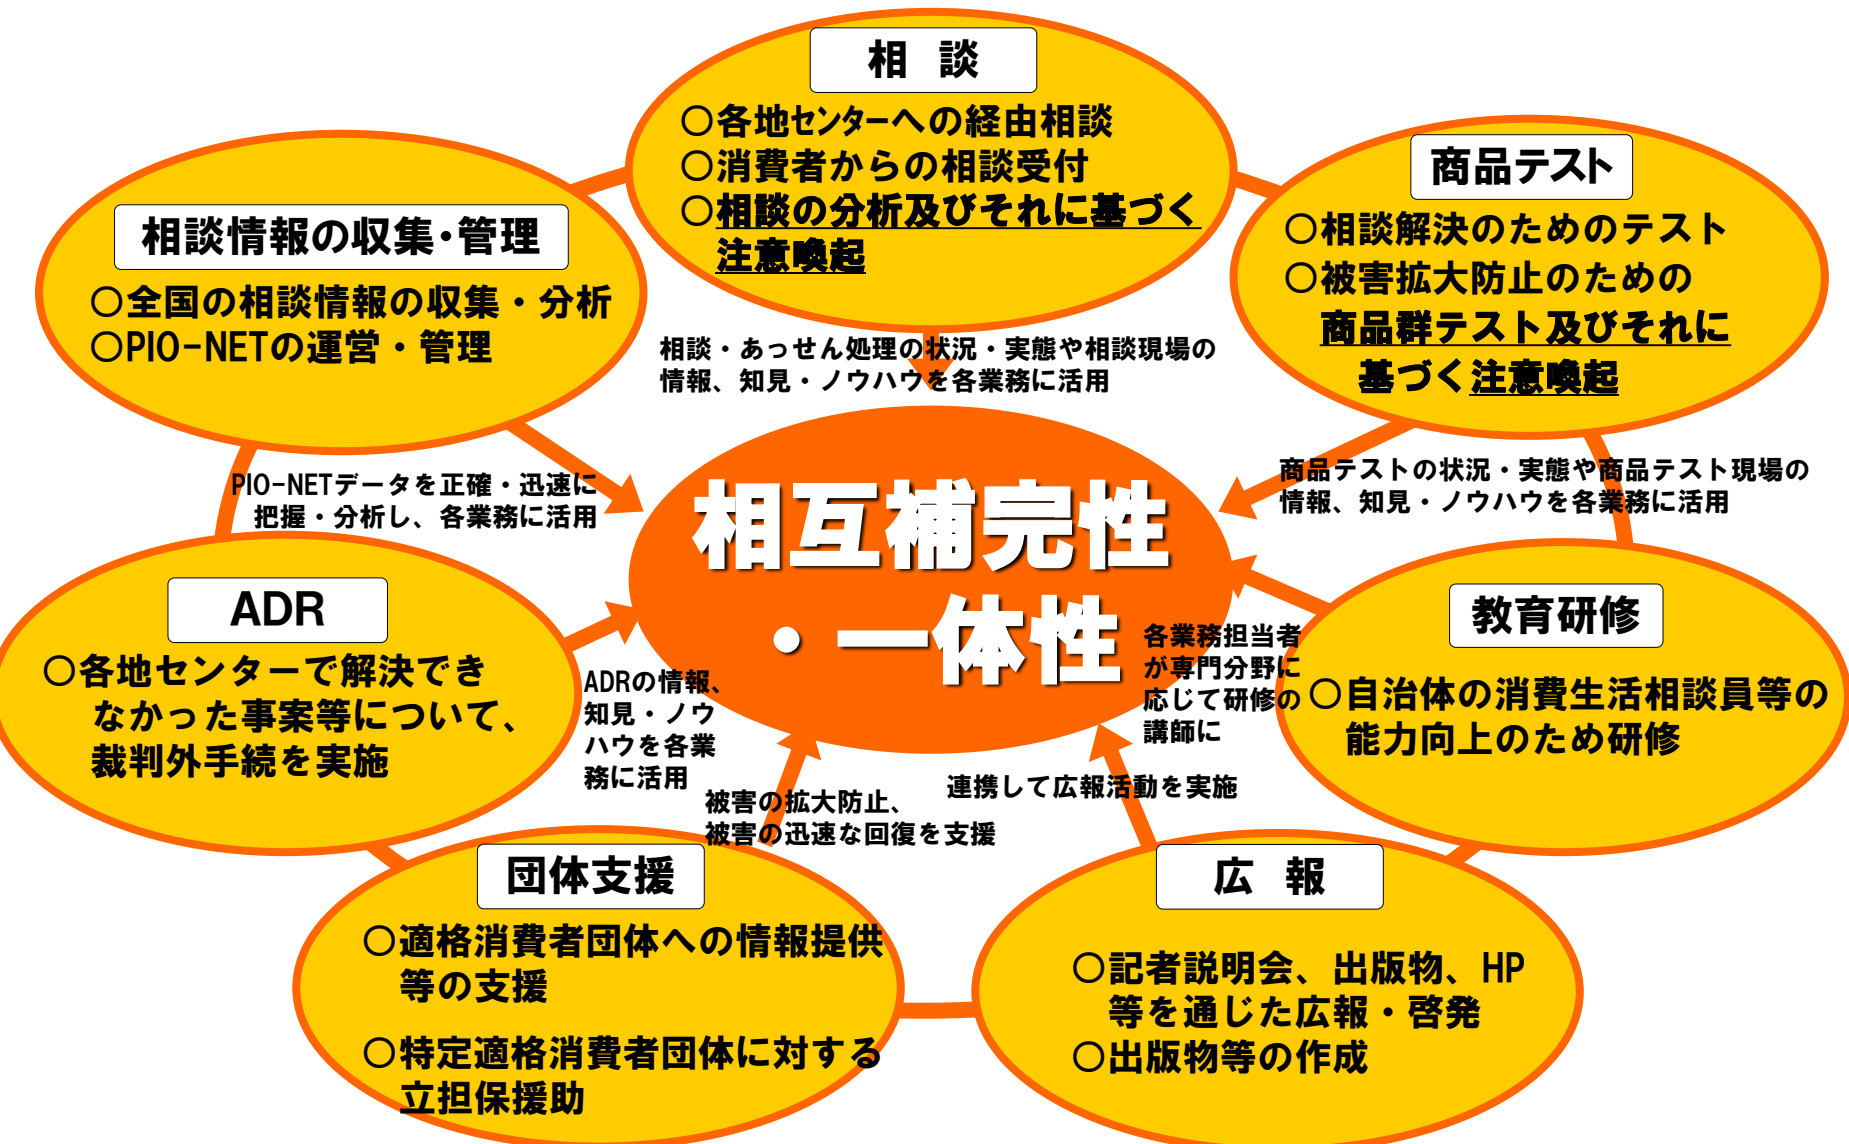 相 談
○各地センターへの経由相談
○消費者からの相談受付
○相談の分析及びそれに基づく
注意喚起
商品テスト
○相談解決のためのテスト
○被害拡大防止のための
商品群テスト及びそれに
基づく注意喚起
相談情報の収集・管理
○全国の相談情報の収集・分析
○PIO-NETの運営・管理
相談・あっせん処理の状況・実態や相談現場の
情報、知見・ノウハウを各業務に活用
PIO-NETデータを正確・迅速に
把握・分析し、各業務に活用
商品テストの状況・実態や商品テスト現場の
情報、知見・ノウハウを各業務に活用
相互補完性
・一体性
ADR
○各地センターで解決でき
なかった事案等について、
裁判外手続を実施
ADRの情報、
知見・ノウ
ハウを各業
務に活用
各業務担当者
が専門分野に
応じて研修の
講師に
教育研修
○自治体の消費生活相談員等の
能力向上のため研修
被害の拡大防止、
被害の迅速な回復を支援
連携して広報活動を実施
団体支援
○適格消費者団体への情報提供
等の支援
○特定適格消費者団体に対する
立担保援助
広 報
○記者説明会、出版物、HP
等を通じた広報・啓発
○出版物等の作成